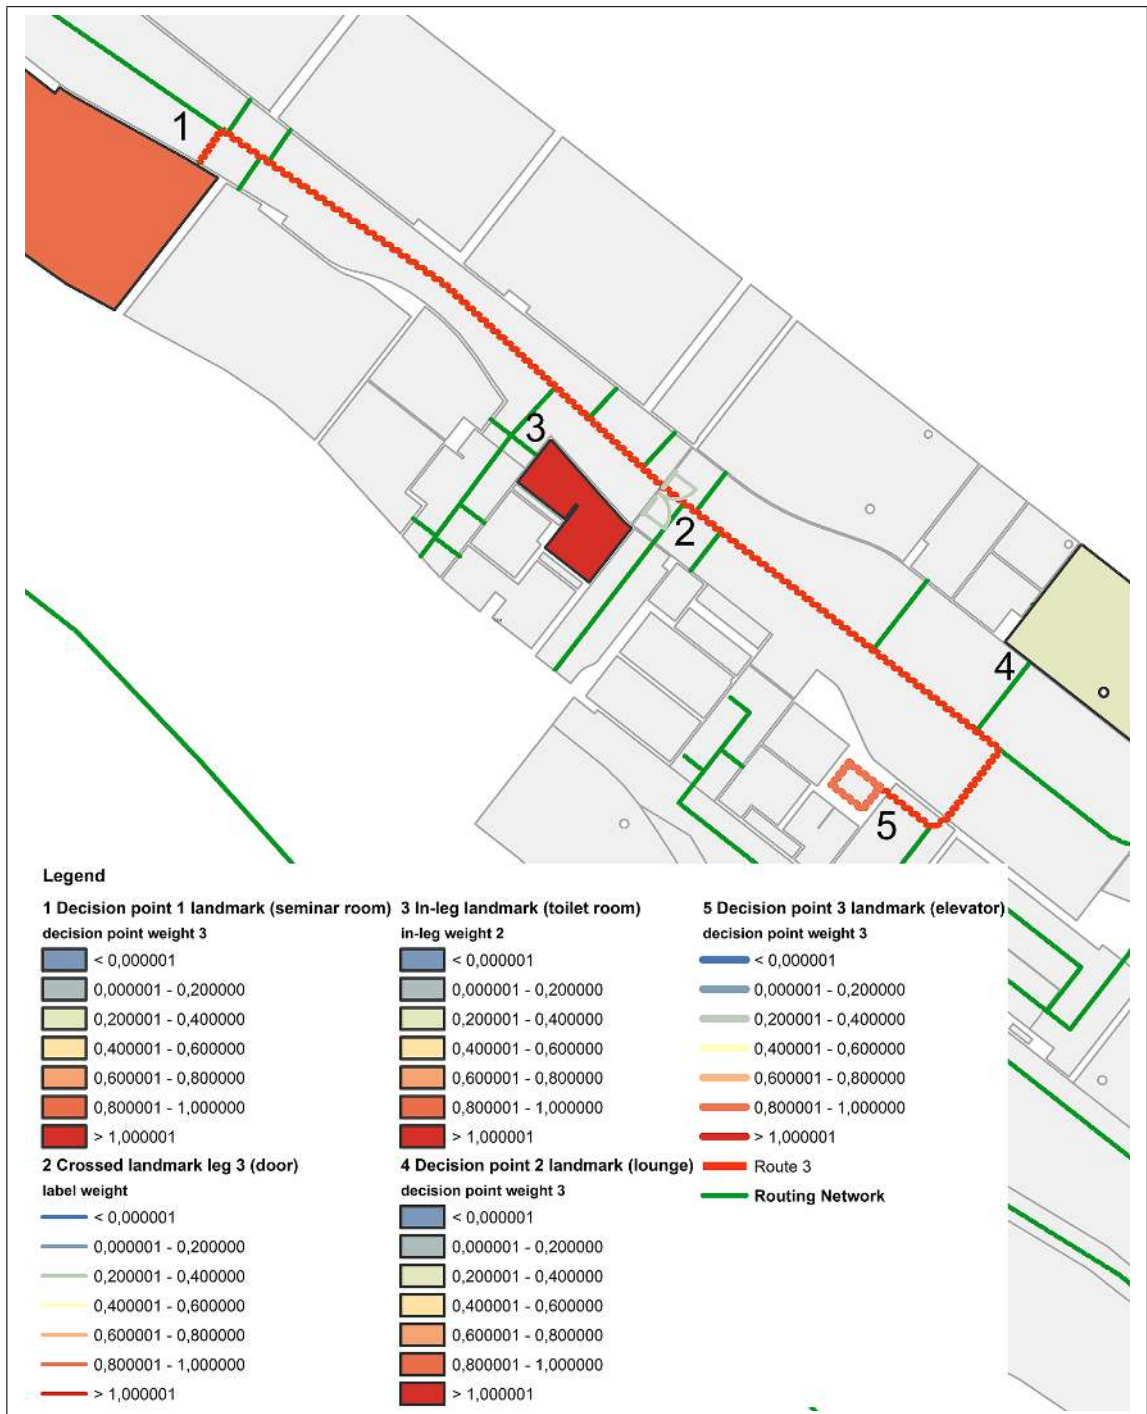 1
3
2
4
5
Legend
1 Decision point 1 landmark (seminar room)
decision point weight 3
< 0,000001
0,000001 - 0,200000
0,200001 - 0,400000
0,400001 - 0,600000
0,600001 - 0,800000
0,800001 - 1,000000
> 1,000001
2 Crossed landmark leg 3 (door)
label weight
< 0,000001
0,000001 - 0,200000
0,200001 - 0,400000
0,400001 - 0,600000
0,600001 - 0,800000
0,800001 - 1,000000
> 1,000001
3 In-leg landmark (toilet room)
in-leg weight 2
< 0,000001
0,000001 - 0,200000
0,200001 - 0,400000
0,400001 - 0,600000
0,600001 - 0,800000
0,800001 - 1,000000
> 1,000001
4 Decision point 2 landmark (lounge)
decision point weight 3
< 0,000001
0,000001 - 0,200000
0,200001 - 0,400000
0,400001 - 0,600000
0,600001 - 0,800000
0,800001 - 1,000000
> 1,000001
5 Decision point 3 landmark (elevator)
decision point weight 3
< 0,000001
0,000001 - 0,200000
0,200001 - 0,400000
0,400001 - 0,600000
0,600001 - 0,800000
0,800001 - 1,000000
> 1,000001
Route 3
Routing Network